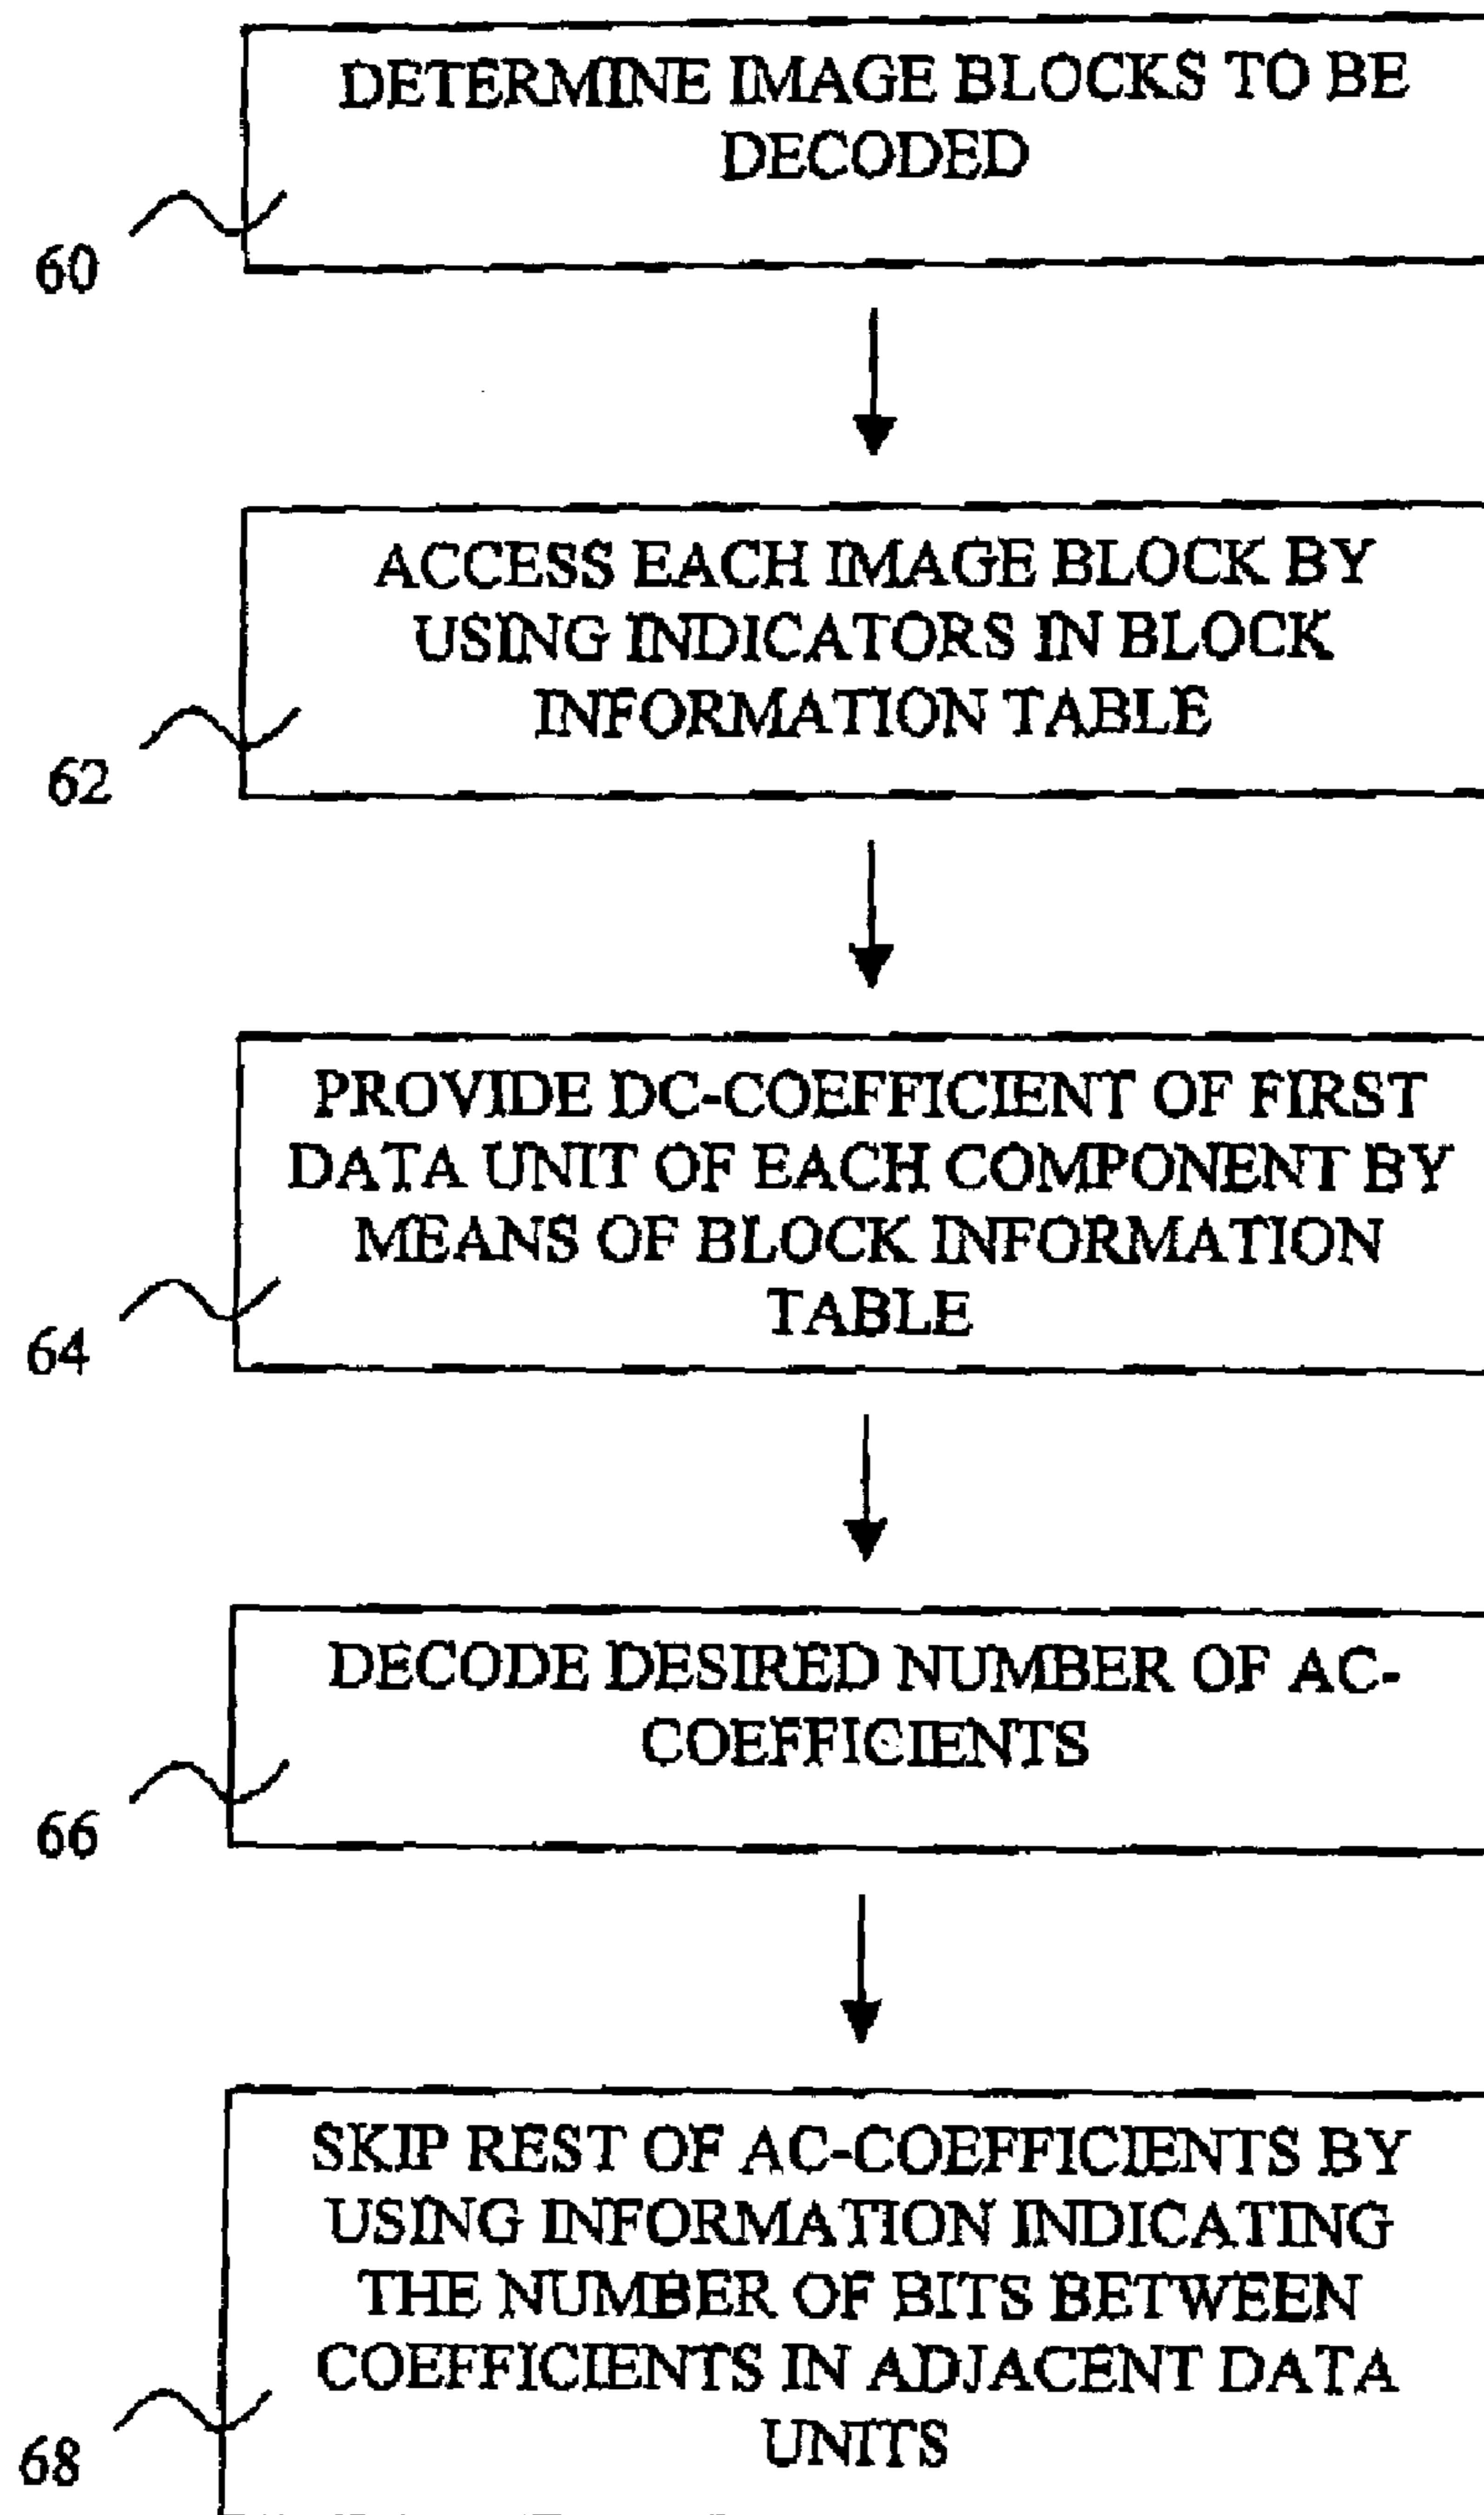 DETERMINE IMAGE BLOCKS TO BE
DECODED
60
ACCESS EACH IMAGE BLOCK BY
USING INDICATORS IN BLOCK
INFORMATION TABLE
62
PROVIDE DC-COEFFICIENT OF FIRST
DATA UNIT OF EACH COMPONENT BY
MEANS OF BLOCK INFORMATION
TABLE
64
DECODE DESIRED NUMBER OF AC-
COEFFICIENTS
66
SKIP REST OF AC-COEFFICIENTS BY
USING INFORMATION INDICATING
THE NUMBER OF BITS BETWEEN
COEFFICIENTS IN ADJACENT DATA
UNITS
68